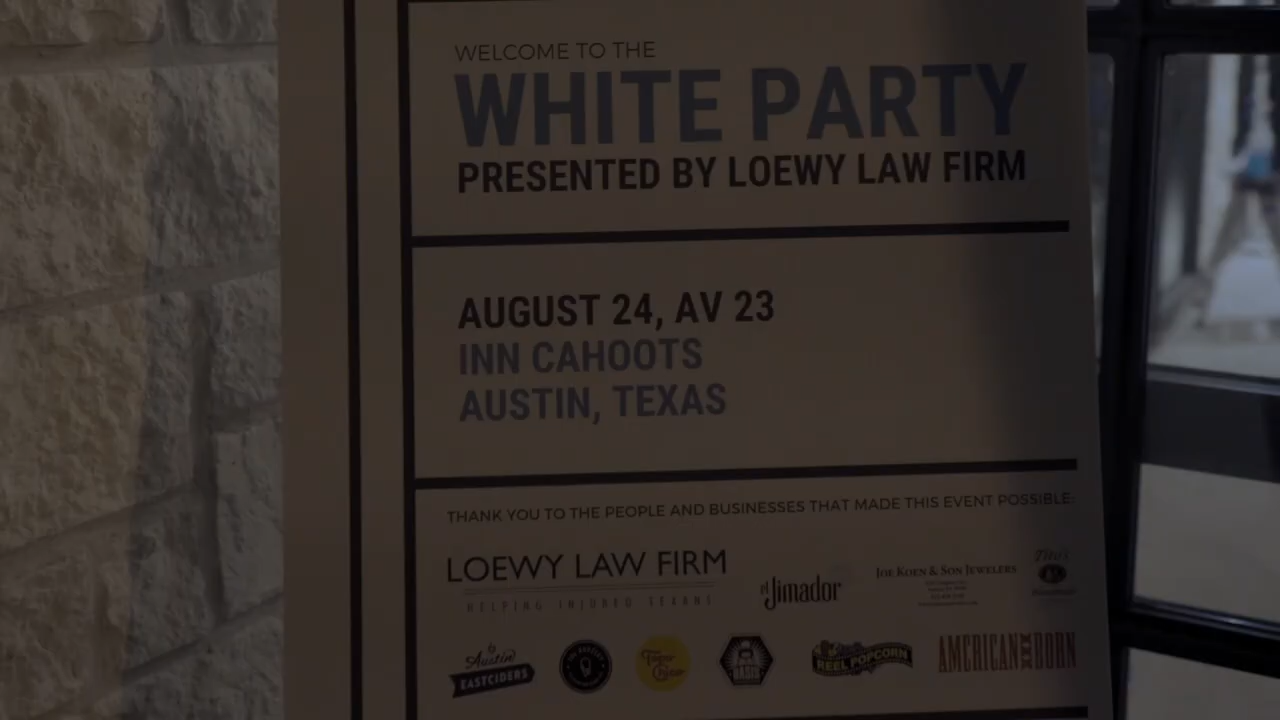 WELCOME TO THE
WHITE PARTY
PRESENTED BY LOEWY LAW FIRM
AUGUST 24, AV 23
INN CAHOOTS
AUSTIN, TEXAS
THANK YOU TO THE PEOPLE AND BUSINESSES THAT MADE THIS EVENT POSSIBLE:
LOEWY LAW FIRM
HELPING INJURED TEXANS
el Jimador
JOE KOEN & SON JEWELERS
Tito's
Austin
EASTCIDERS
OASIS
REEL POPCORN
AMERICAN BORN